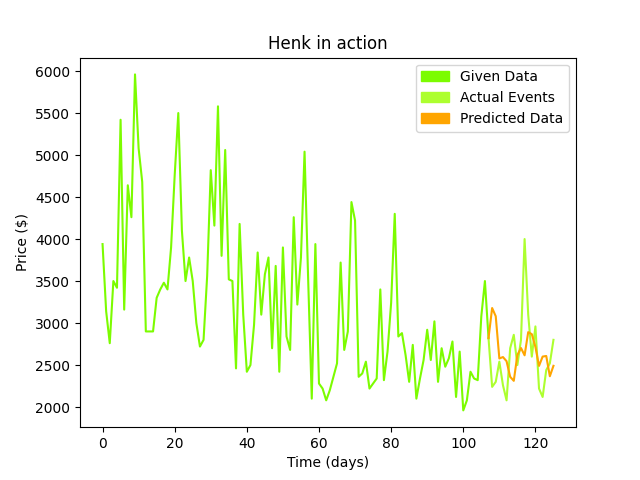 Henk in action
Given Data
Actual Events
Predicted Data
Price ($)
6000
5500
5000
4500
4000
3500
3000
2500
2000
0 20 40 60 80 100 120
Time (days)